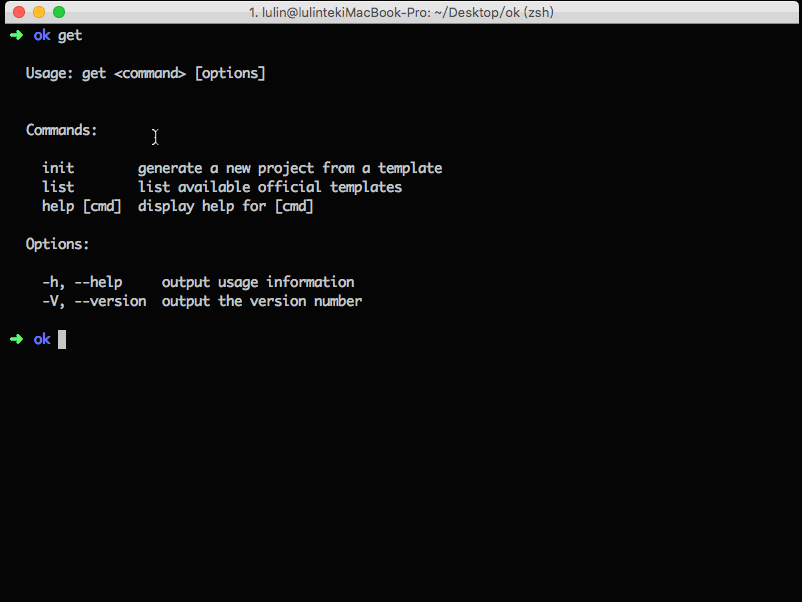 1. lulin@lulintekiMacBook-Pro: ~/Desktop/ok (zsh)
➜ ok get
Usage: get <command> [options]
Commands:
init generate a new project from a template
list list available official templates
help [cmd] display help for [cmd]
Options:
-h, --help output usage information
-V, --version output the version number
➜ ok